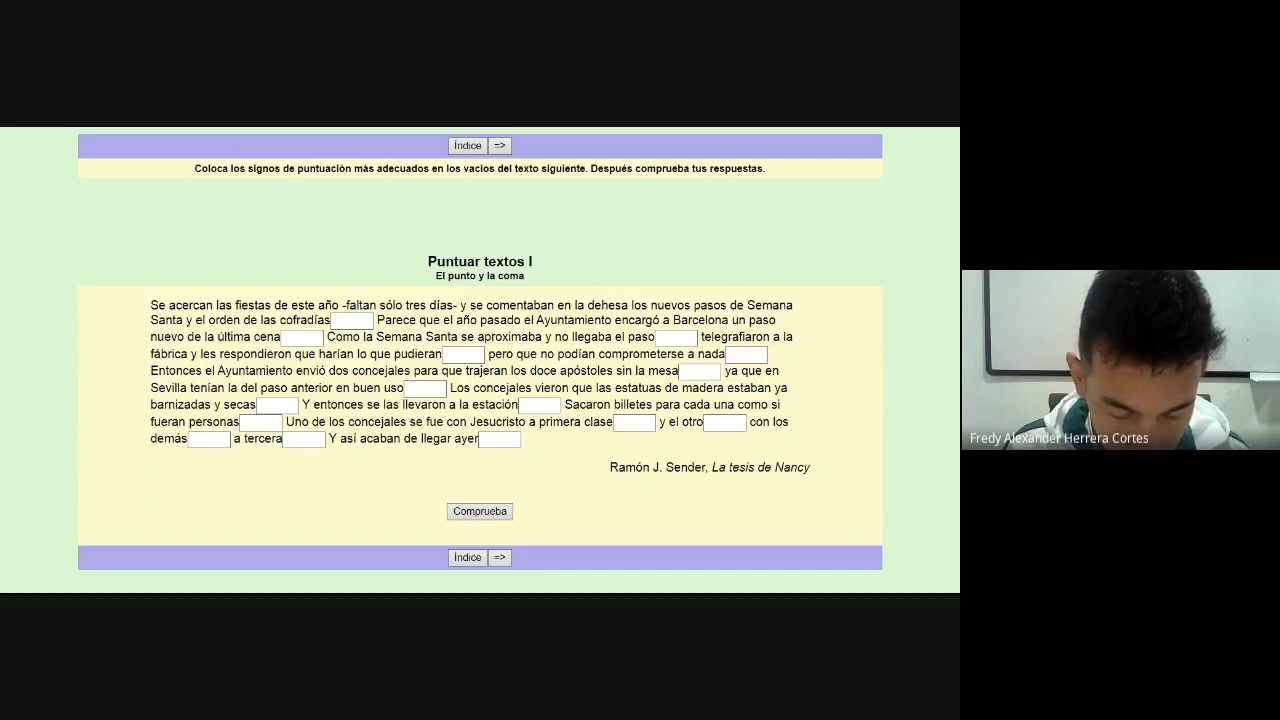 Índice =>
Coloca los signos de puntuación más adecuados en los vacíos del texto siguiente. Después comprueba tus respuestas.
Puntuar textos I
El punto y la coma
Se acercan las fiestas de este año -faltan sólo tres días- y se comentaban en la dehesa los nuevos pasos de Semana
Santa y el orden de las cofradías Parece que el año pasado el Ayuntamiento encargó a Barcelona un paso
nuevo de la última cena Como la Semana Santa se aproximaba y no llegaba el paso telegrafiaron a la
fábrica y les respondieron que harían lo que pudieran pero que no podían comprometerse a nada
Entonces el Ayuntamiento envió dos concejales para que trajeran los doce apóstoles sin la mesa ya que en
Sevilla tenían la del paso anterior en buen uso Los concejales vieron que las estatuas de madera estaban ya
barnizadas y secas Y entonces se las llevaron a la estación Sacaron billetes para cada una como si
fueran personas Uno de los concejales se fue con Jesucristo a primera clase y el otro con los
demás a tercera Y así acaban de llegar ayer
Ramón J. Sender, La tesis de Nancy
Comprueba
Índice =>
Fredy Alexander Herrera Cortes